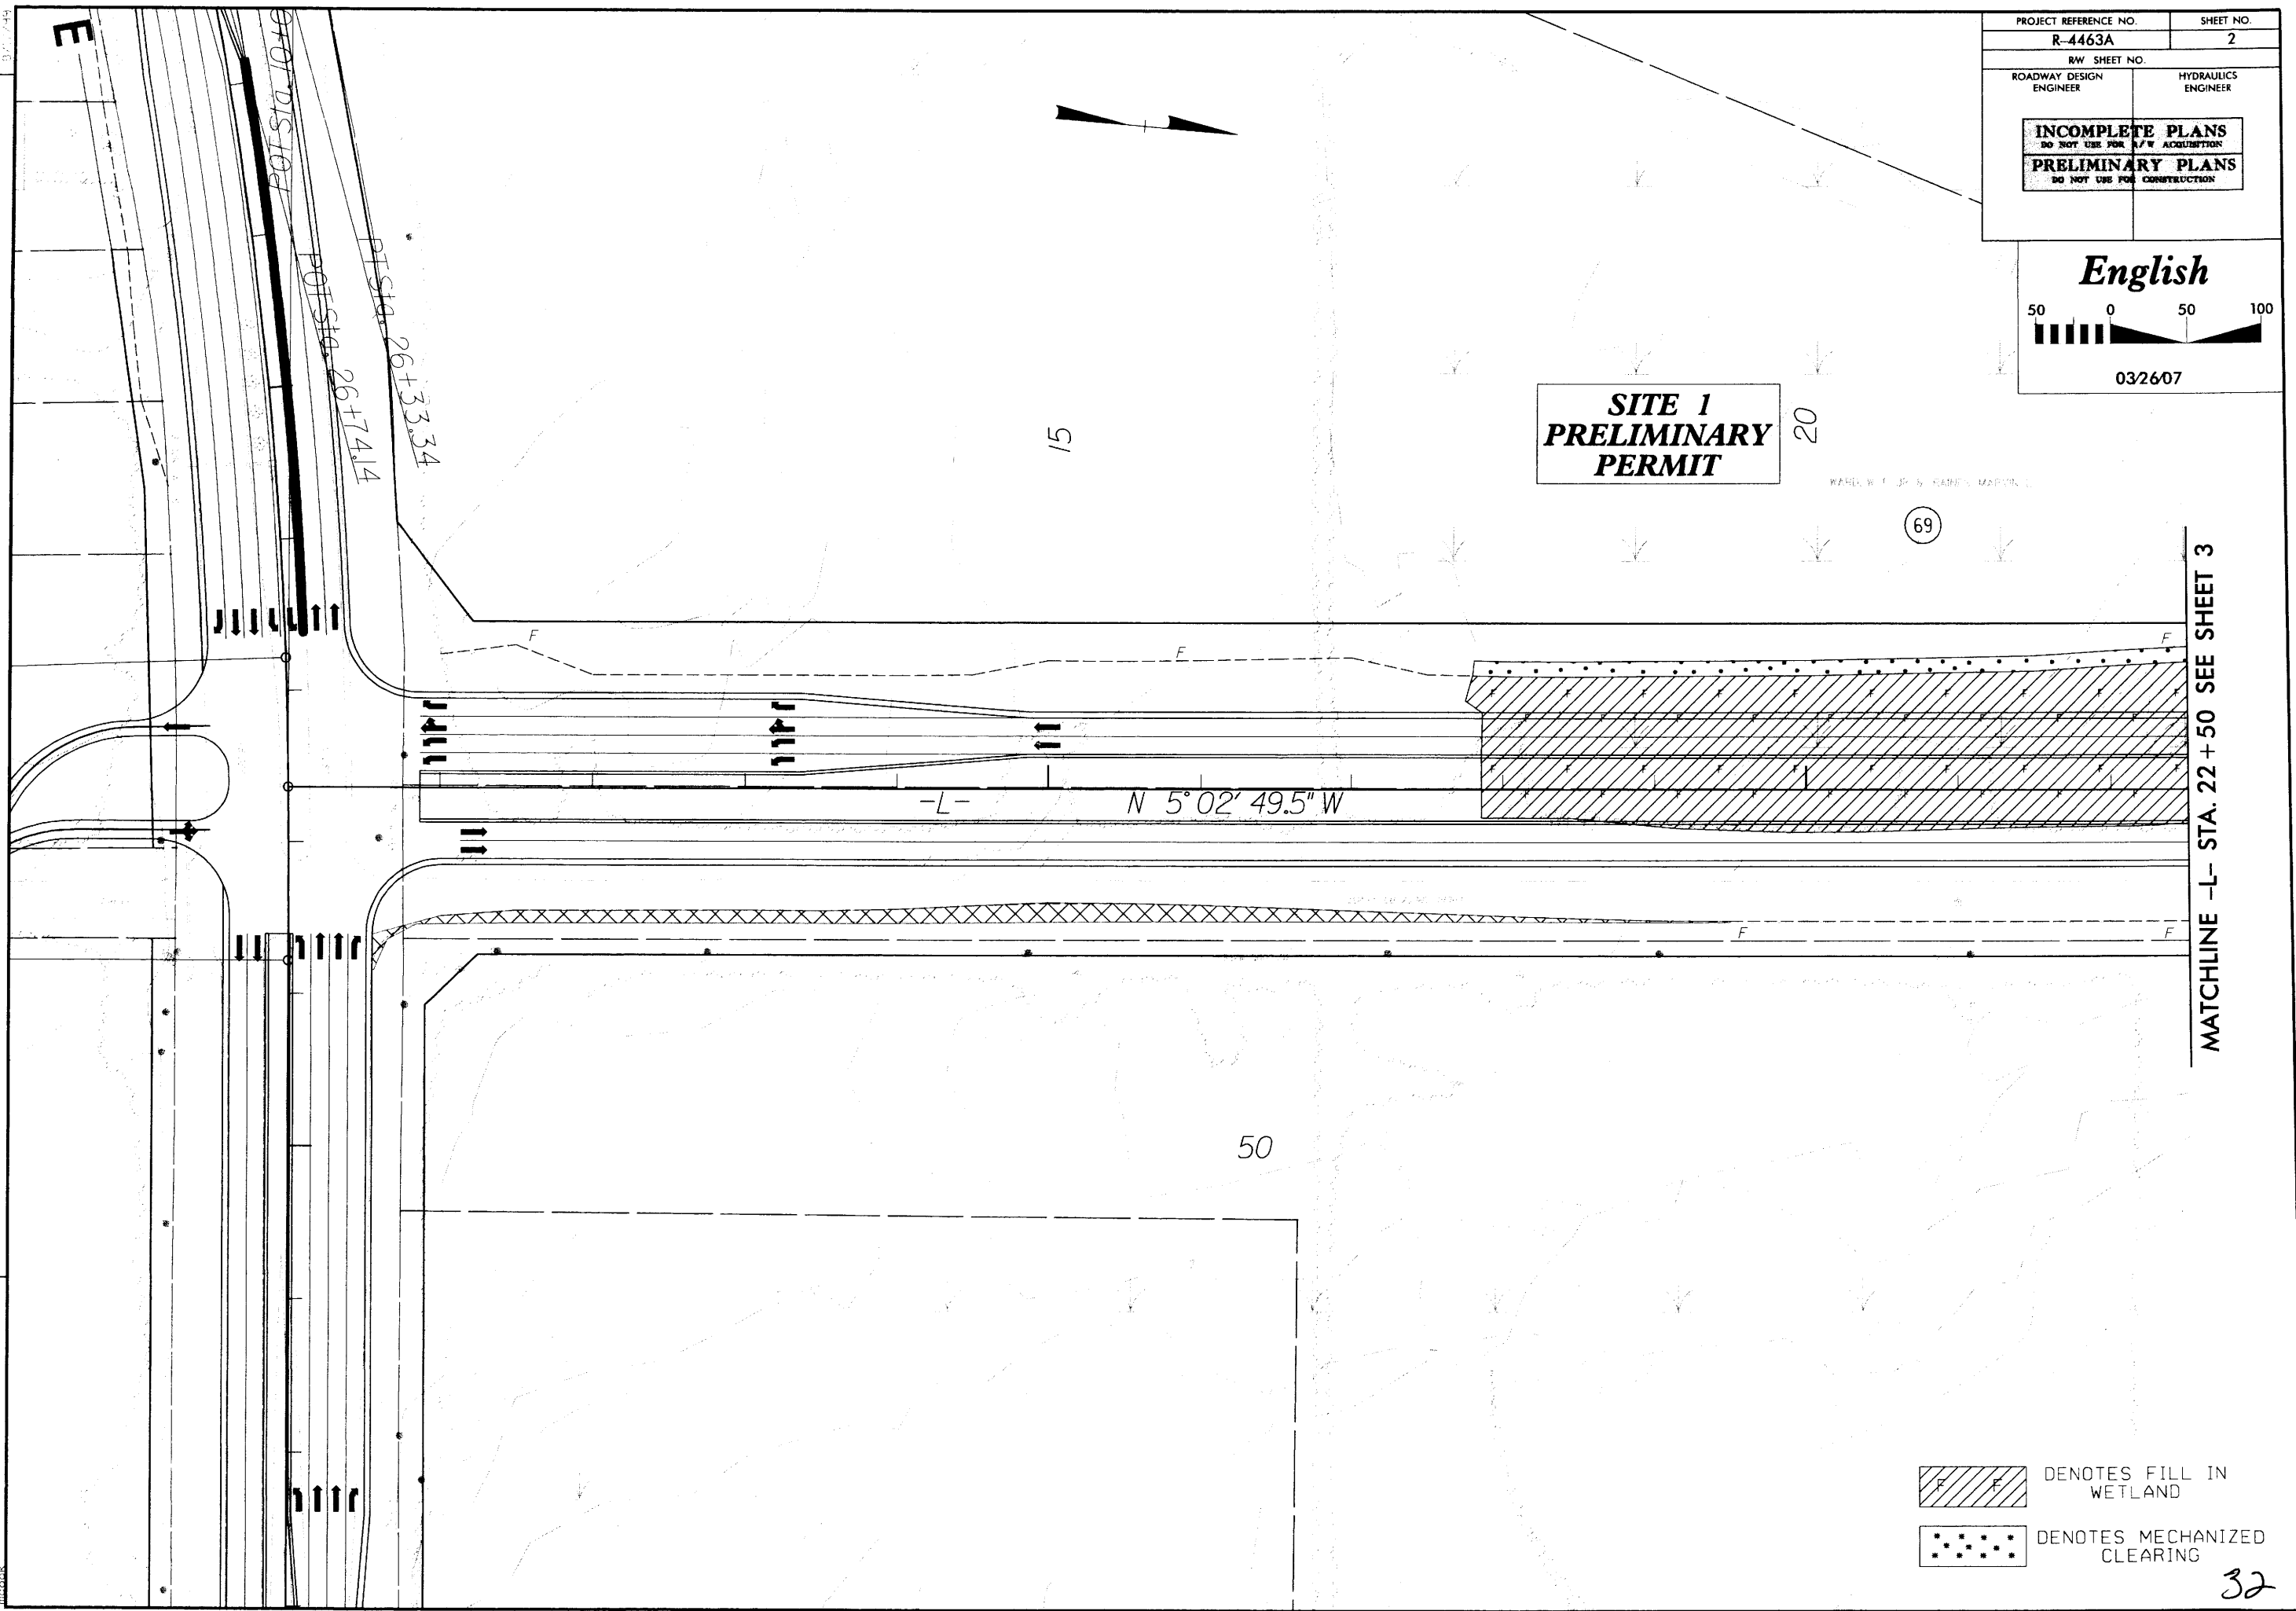 PROJECT REFERENCE NO.
SHEET NO.
R-4463A
2
RW SHEET NO.
ROADWAY DESIGN
ENGINEER
HYDRAULICS
ENGINEER
INCOMPLETE PLANS
DO NOT USE FOR R/W ACQUISITION
PRELIMINARY PLANS
DO NOT USE FOR CONSTRUCTION
English
50 0 50 100
03/26/07
E
POT Sta. 26+74.14
PT Sta. 26+33.34
15
SITE 1
PRELIMINARY
PERMIT
20
69
MATCHLINE -L- STA. 22+50 SEE SHEET 3
F
F
F
-L-
N 5° 02' 49.5" W
F
F
50
F F
DENOTES FILL IN
WETLAND
DENOTES MECHANIZED
CLEARING
32